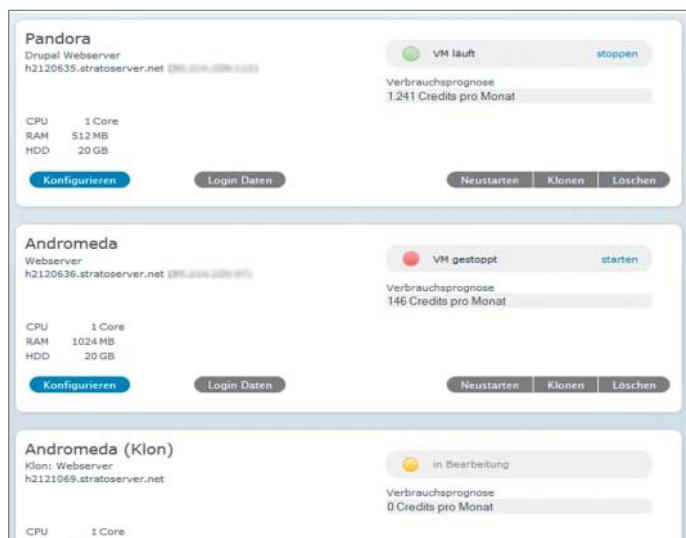 Pandora
Drupal Webserver
h2120635.stratoserver.net
VM läuft stoppen
Verbrauchsprognose
1.241 Credits pro Monat
CPU 1 Core
RAM 512 MB
HDD 20 GB
Konfigurieren Login Daten Neustarten Klonen Löschen
Andromeda
Webserver
h2120636.stratoserver.net
VM gestoppt starten
Verbrauchsprognose
146 Credits pro Monat
CPU 1 Core
RAM 1024 MB
HDD 20 GB
Konfigurieren Login Daten Neustarten Klonen Löschen
Andromeda (Klon)
Klon: Webserver
h2121069.stratoserver.net
in Bearbeitung
Verbrauchsprognose
0 Credits pro Monat
CPU 1 Core